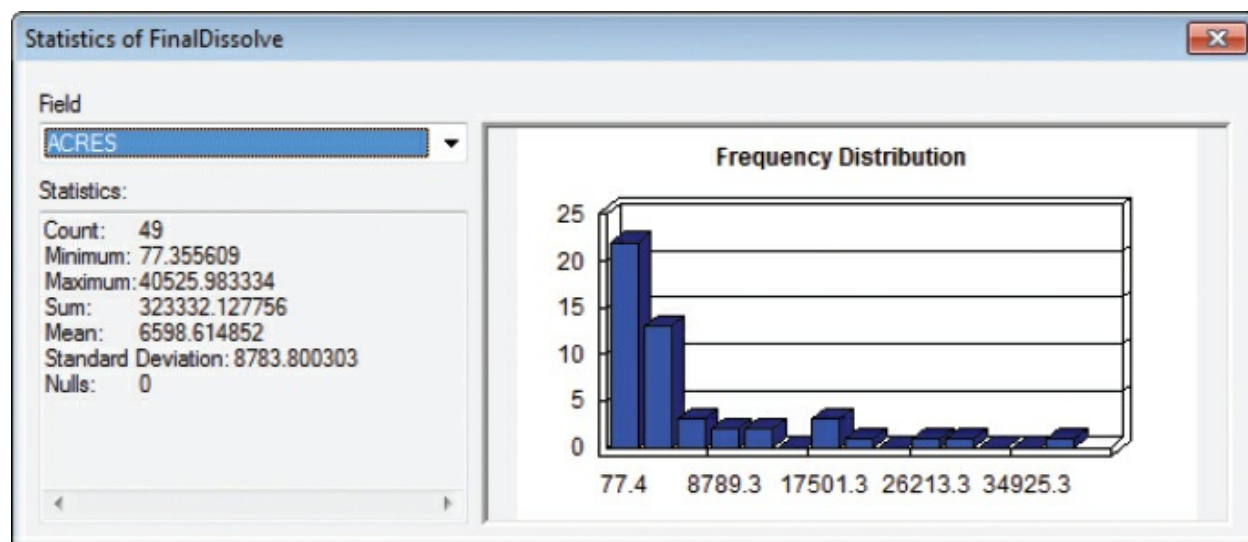 Statistics of FinalDissolve
Field
ACRES
Statistics:
Count: 49
Minimum: 77.355609
Maximum: 40525.983334
Sum: 323332.127756
Mean: 6598.614852
Standard Deviation: 8783.800303
Nulls: 0
Frequency Distribution
25
20
15
10
5
0
77.4 8789.3 17501.3 26213.3 34925.3